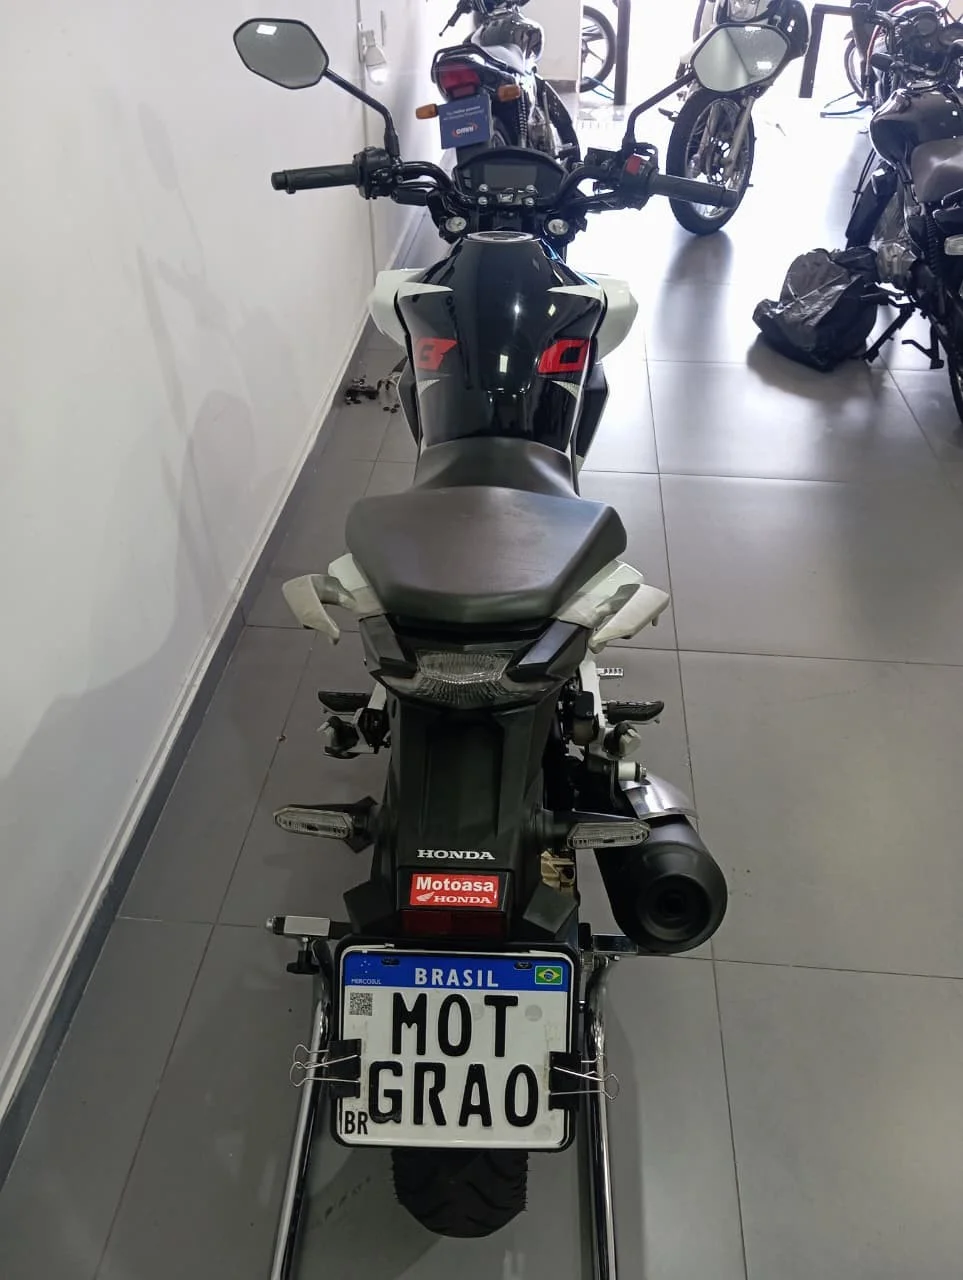 HONDA
Motoasa
HONDA
BRASIL
MERCOSUL
MOT
GRAO
BR